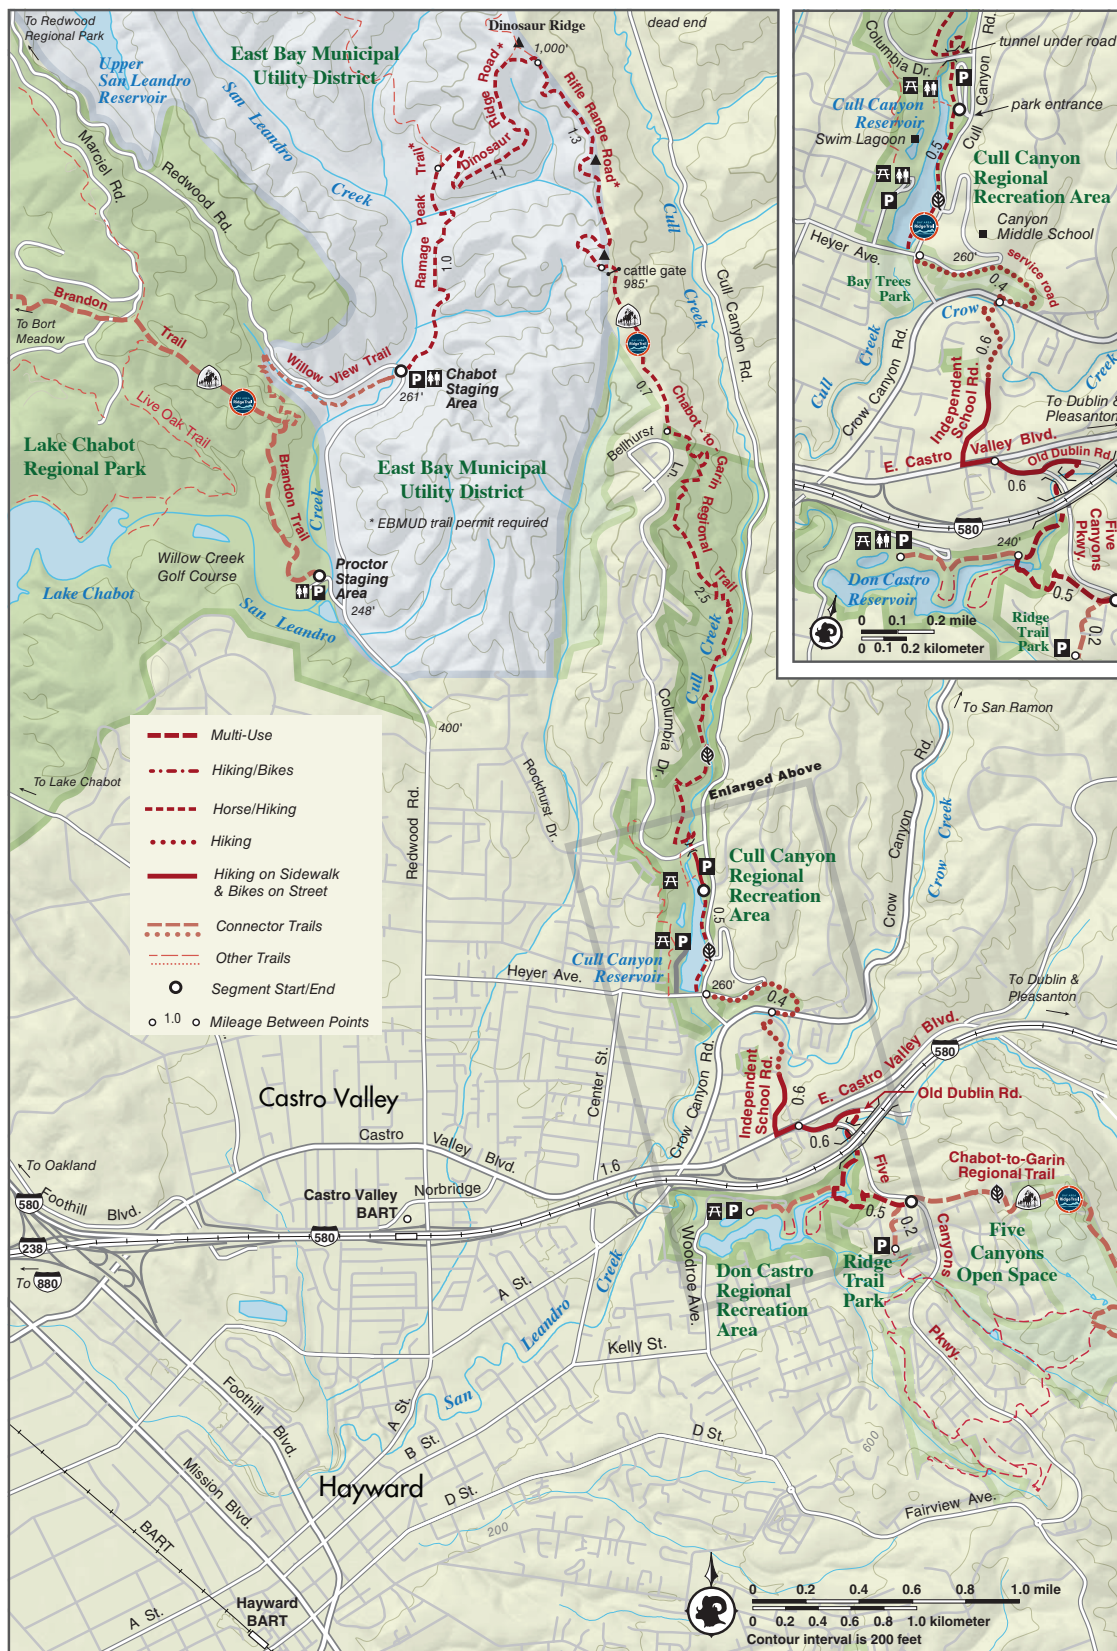 To Redwood
Regional Park
Upper
San Leandro
Reservoir
East Bay Municipal
Utility District
San Leandro
Creek
Dinosaur Ridge
1,000'
dead end
Ridge Road*
Dinosaur
1.1
Rifle Range Road*
1.3
Ramage Peak Trail*
1.0
Marciel Rd.
Redwood Rd.
Cull
Creek
Cull Canyon Rd.
cattle gate
985'
Brandon
Trail
To Bort
Meadow
Willow View Trail
Chabot
Staging
Area
261'
Live Oak Trail
Lake Chabot
Regional Park
Brandon Trail
Creek
East Bay Municipal
Utility District
* EBMUD trail permit required
0.7
Bellhurst
Ln.
Chabot - to - Garin Regional Trail
2.5
Willow Creek
Golf Course
Proctor
Staging
Area
248'
Lake Chabot
San Leandro
Cull Creek
Columbia Dr.
400'
To Lake Chabot
Redwood Rd.
Rockhurst Dr.
Enlarged Above
Multi-Use
Hiking/Bikes
Horse/Hiking
Hiking
Hiking on Sidewalk
& Bikes on Street
Connector Trails
Other Trails
Segment Start/End
1.0 Mileage Between Points
Columbia Dr.
P
Cull Canyon Rd.
tunnel under road
park entrance
Cull Canyon
Reservoir
Swim Lagoon
0.5
P
Cull Canyon
Regional
Recreation Area
Canyon
Middle School
Heyer Ave.
260'
service road
0.4
Bay Trees
Park
Crow
Creek
Cull
Creek
Crow Canyon Rd.
0.6
Independent
School Rd.
To Dublin &
Pleasanton
E. Castro Valley Blvd.
Old Dublin Rd.
0.6
580
P
240'
Five
Canyons
Pkwy.
Don Castro
Reservoir
0.5
0 0.1 0.2 mile
0 0.1 0.2 kilometer
Ridge
Trail
Park
P
0.2
To San Ramon
Crow Canyon Rd.
Crow Creek
Cull Canyon
Regional
Recreation
Area
P
0.5
P
Cull Canyon
Reservoir
Heyer Ave.
260'
0.4
To Dublin &
Pleasanton
Center St.
Crow Canyon Rd.
Independent
School Rd.
0.6
E. Castro Valley Blvd.
580
Old Dublin Rd.
0.6
Castro Valley
Castro Valley Blvd.
1.6
To Oakland
580
Foothill Blvd.
Norbridge
Castro Valley
BART
580
238
To 880
P
Five
Canyons
Pkwy.
Chabot-to-Garin
Regional Trail
0.5
0.2
P
Woodroe Ave.
Don Castro
Regional
Recreation
Area
Ridge
Trail
Park
Five
Canyons
Open Space
A St.
San Leandro Creek
Kelly St.
Foothill Blvd.
A St.
B St.
D St.
D St.
600
Hayward
Mission Blvd.
BART
200
Fairview Ave.
A St.
Hayward
BART
0 0.2 0.4 0.6 0.8 1.0 mile
0 0.2 0.4 0.6 0.8 1.0 kilometer
Contour interval is 200 feet